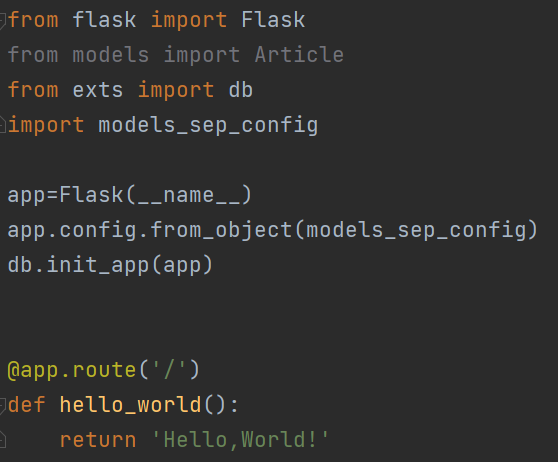 from flask import Flask
from models import Article
from exts import db
import models_sep_config
app=Flask(__name__)
app.config.from_object(models_sep_config)
db.init_app(app)
@app.route('/')
def hello_world():
    return 'Hello,World!'